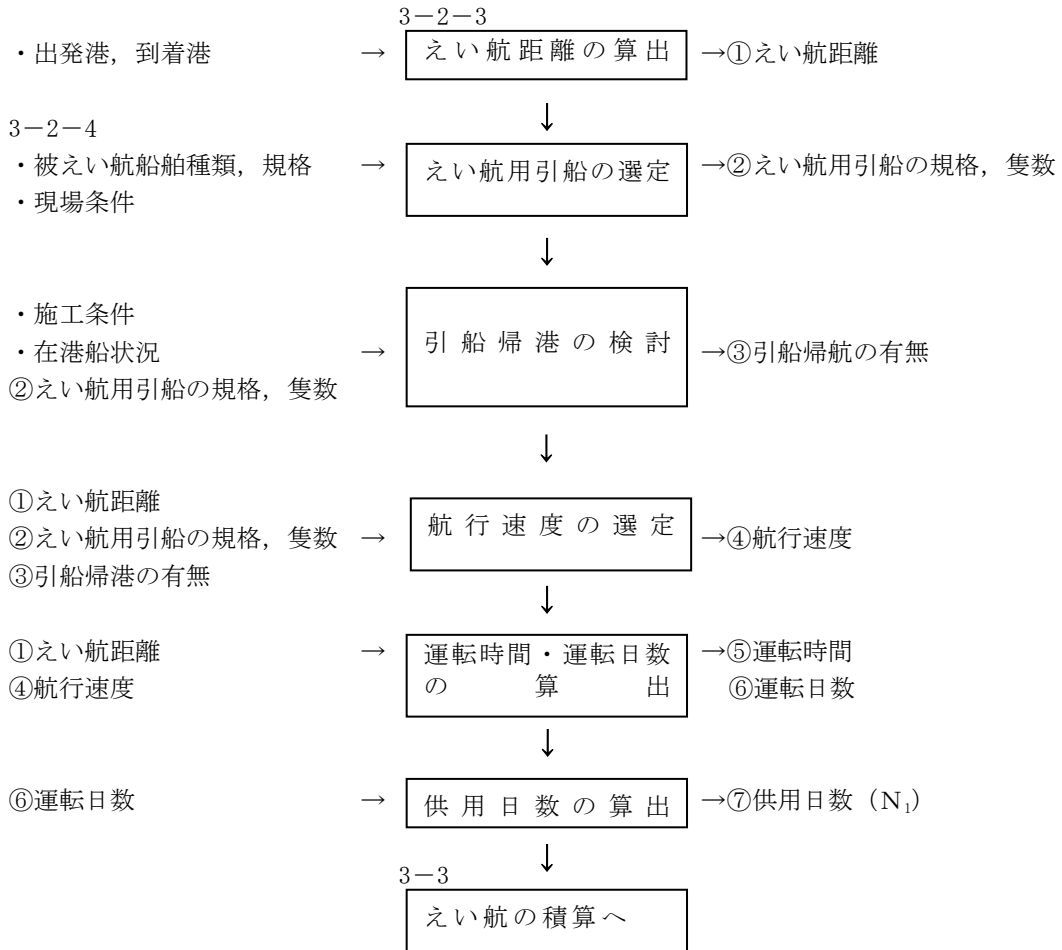 3－2－3
・出発港，到着港 → えい航距離の算出 →①えい航距離
↓
3－2－4
・被えい航船舶種類，規格 → えい航用引船の選定 →②えい航用引船の規格，隻数
・現場条件
↓
・施工条件
・在港船状況 → 引船帰港の検討 →③引船帰航の有無
②えい航用引船の規格，隻数
↓
①えい航距離
②えい航用引船の規格，隻数 → 航行速度の選定 →④航行速度
③引船帰港の有無
↓
①えい航距離 → 運転時間・運転日数 →⑤運転時間
④航行速度 の算出 ⑥運転日数
↓
⑥運転日数 → 供用日数の算出 →⑦供用日数（N₁）
↓
3－3
えい航の積算へ